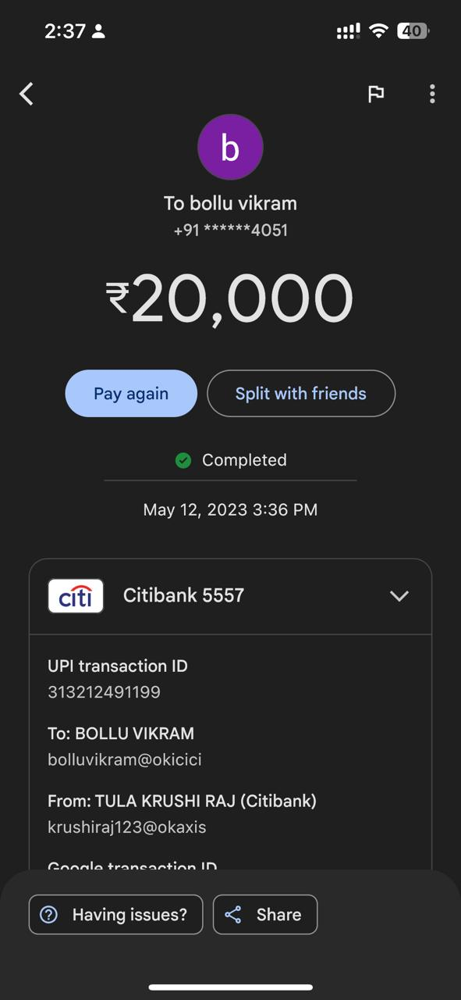 2:37
40
b
To bollu vikram
+91 ******4051
₹20,000
Pay again
Split with friends
Completed
May 12, 2023 3:36 PM
citi
Citibank 5557
UPI transaction ID
313212491199
To: BOLLU VIKRAM
bolluvikram@okicici
From: TULA KRUSHI RAJ (Citibank)
krushiraj123@okaxis
Google transaction ID
Having issues?
Share